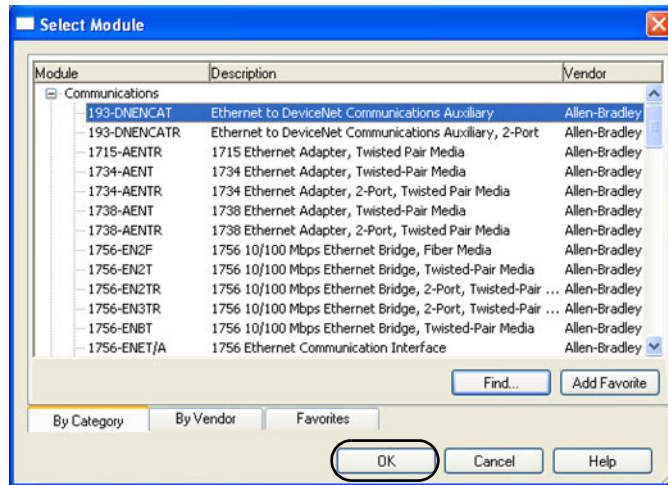 Select Module
Module Description Vendor
Communications
193-DNENCAT Ethernet to DeviceNet Communications Auxiliary Allen-Bradley
193-DNENCATR Ethernet to DeviceNet Communications Auxiliary, 2-Port Allen-Bradley
1715-AENTR 1715 Ethernet Adapter, Twisted Pair Media Allen-Bradley
1734-AENT 1734 Ethernet Adapter, Twisted-Pair Media Allen-Bradley
1734-AENTR 1734 Ethernet Adapter, 2-Port, Twisted Pair Media Allen-Bradley
1738-AENT 1738 Ethernet Adapter, Twisted-Pair Media Allen-Bradley
1738-AENTR 1738 Ethernet Adapter, 2-Port, Twisted Pair Media Allen-Bradley
1756-EN2F 1756 10/100 Mbps Ethernet Bridge, Fiber Media Allen-Bradley
1756-EN2T 1756 10/100 Mbps Ethernet Bridge, Twisted-Pair Media Allen-Bradley
1756-EN2TR 1756 10/100 Mbps Ethernet Bridge, 2-Port, Twisted-Pair ... Allen-Bradley
1756-EN3TR 1756 10/100 Mbps Ethernet Bridge, 2-Port, Twisted-Pair ... Allen-Bradley
1756-ENBT 1756 10/100 Mbps Ethernet Bridge, Twisted-Pair Media Allen-Bradley
1756-ENET/A 1756 Ethernet Communication Interface Allen-Bradley
Find... Add Favorite
By Category By Vendor Favorites
OK Cancel Help